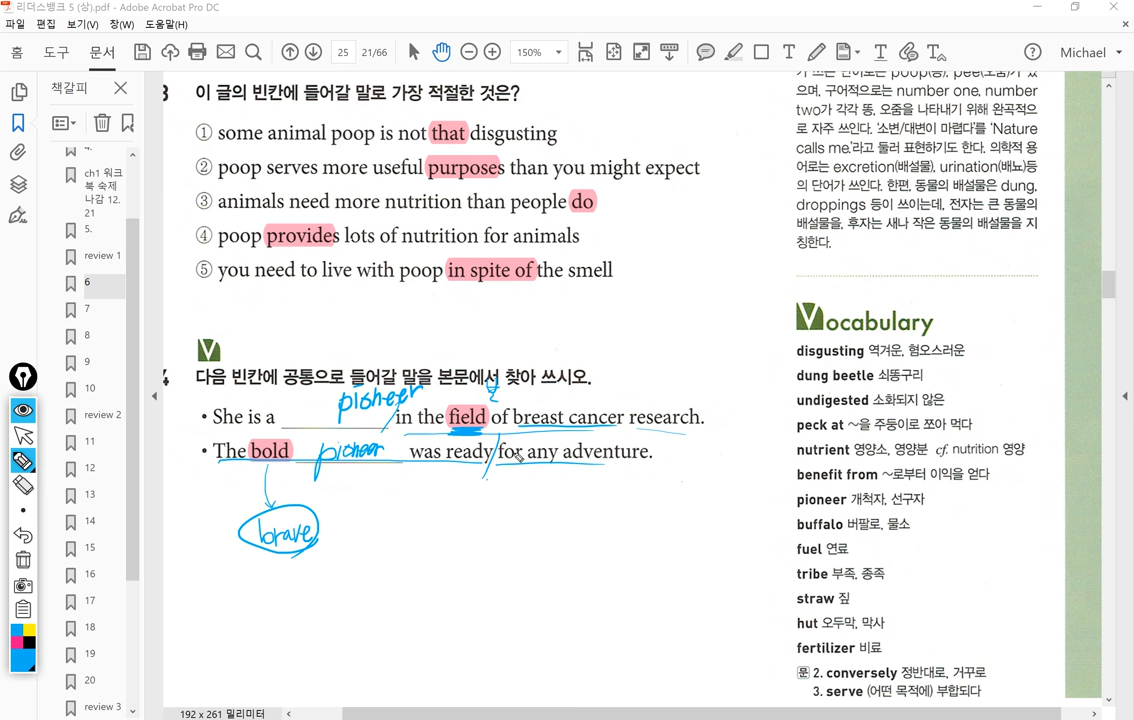 리더스뱅크 5 (상).pdf - Adobe Acrobat Pro DC
파일 편집 보기(V) 창(W) 도움말(H)
홈 도구 문서 25 21/66 150% Michael
책갈피
4.
ch1 워크
북 숙제
나감 12.
21
5.
review 1
6
7
8
9
10
review 2
11
12
13
14
15
16
17
18
19
20
review 3
3 이 글의 빈칸에 들어갈 말로 가장 적절한 것은?
① some animal poop is not that disgusting
② poop serves more useful purposes than you might expect
③ animals need more nutrition than people do
④ poop provides lots of nutrition for animals
⑤ you need to live with poop in spite of the smell
4 다음 빈칸에 공통으로 들어갈 말을 본문에서 찾아 쓰시오.
• She is a pioneer in the field of breast cancer research.
• The bold pioneer was ready for any adventure.
brave
으며, 구어적으로는 number one, number
two가 각각 똥, 오줌을 나타내기 위해 완곡적으
로 자주 쓰인다. '소변/대변이 마렵다'를 'Nature
calls me.'라고 둘러 표현하기도 한다. 의학적 용
어로는 excretion(배설물), urination(배뇨)등
의 단어가 쓰인다. 한편, 동물의 배설물은 dung,
droppings 등이 쓰이는데, 전자는 큰 동물의
배설물을, 후자는 새나 작은 동물의 배설물을 지
칭한다.
Vocabulary
disgusting 역겨운, 혐오스러운
dung beetle 쇠똥구리
undigested 소화되지 않은
peck at ~을 주둥이로 쪼아 먹다
nutrient 영양소, 영양분 cf. nutrition 영양
benefit from ~로부터 이익을 얻다
pioneer 개척자, 선구자
buffalo 버팔로, 물소
fuel 연료
tribe 부족, 종족
straw 짚
hut 오두막, 막사
fertilizer 비료
문 2. conversely 정반대로, 거꾸로
3. serve (어떤 목적에) 부합되다
192 x 261 밀리미터